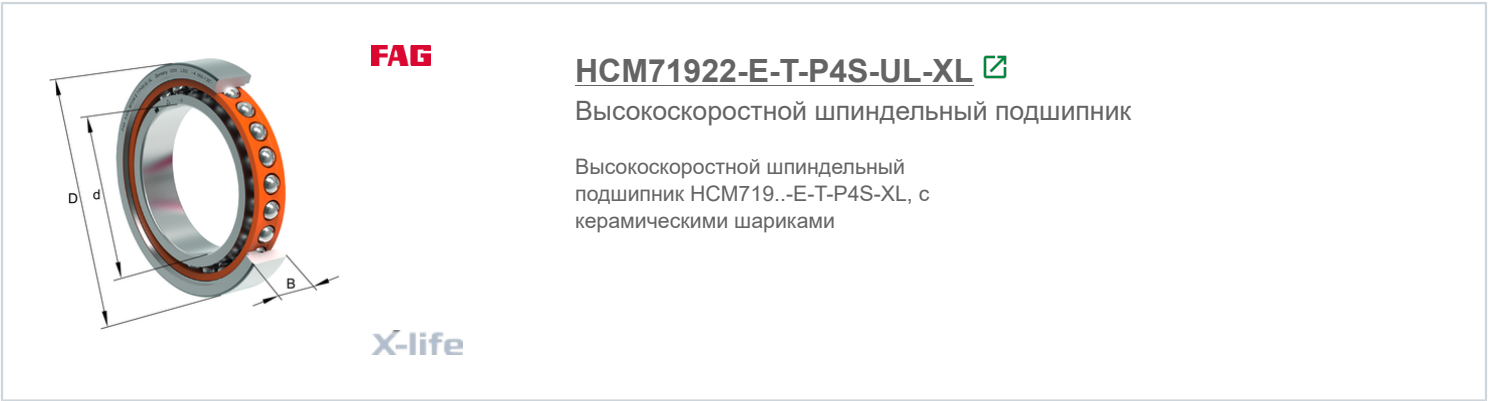 FAG
HCM71922-E-T-P4S-UL-XL
Высокоскоростной шпиндельный подшипник
Высокоскоростной шпиндельный
подшипник HCM719..-E-T-P4S-XL, с
керамическими шариками
D
d
B
X-life